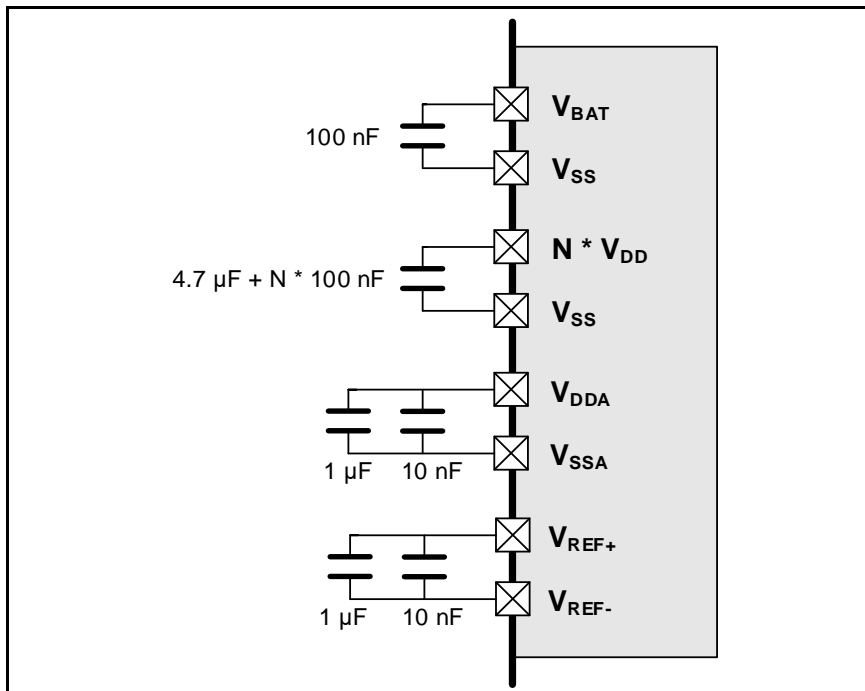 100 nF
V_BAT
V_SS
4.7 µF + N * 100 nF
N * V_DD
V_SS
V_DDA
1 µF 10 nF
V_SSA
V_REF+
1 µF 10 nF
V_REF-